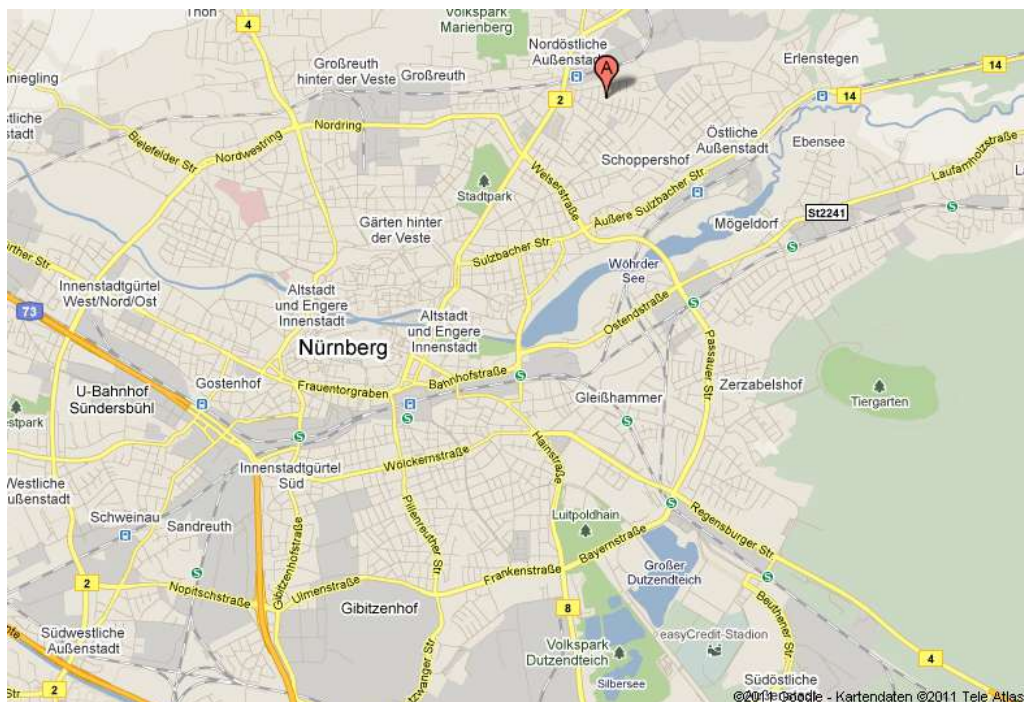 Thon
4
Volkspark
Marienberg
Nordöstliche
Außenstadt
Großreuth
hinter der Veste
Großreuth
A
Erlenstegen
14
14
2
Nordring
Bielefelder Str
Nordwestring
Welserstraße
Schoppershof
Östliche
Außenstadt
Ebensee
Laufamholzstraße
Stadtpark
Äußere Sulzbacher Str
St2241
Mögeldorf
Gärten hinter
der Veste
Sulzbacher Str.
Wöhrder
See
Innenstadtgürtel
West/Nord/Ost
73
Altstadt
und Engere
Innenstadt
Altstadt
und Engere
Innenstadt
Ostendstraße
Passauer Str
Nürnberg
U-Bahnhof
Sündersbühl
Gostenhof
Frauentorgraben
Bahnhofstraße
Gleißhammer
Zerzabelshof
Tiergarten
Innenstadtgürtel
Süd
Wölckernstraße
Hainstraße
Westliche
Schweinau
Sandreuth
Pillenreuther Str
Luitpoldhain
Bayernstraße
Regensburger Str.
Großer
Dutzendteich
2
Nopitschstraße
Gibitzenhofstraße
Ulmenstraße
Frankenstraße
Gibitzenhof
8
Beuthener Str
Südwestliche
Außenstadt
easyCredit-Stadion
Volkspark
Dutzendteich
4
2
Silbersee
Südöstliche
©2011 Google - Kartendaten ©2011 Tele Atlas